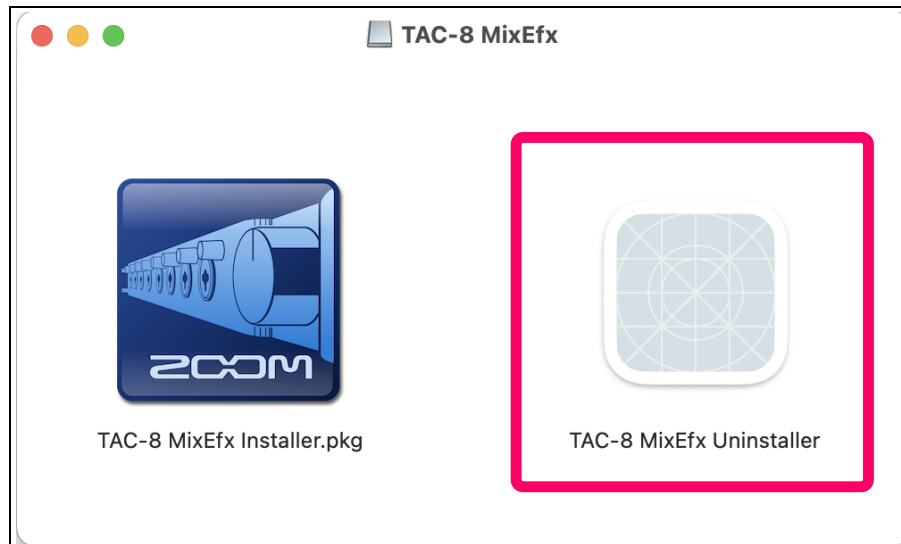 TAC-8 MixEfx
ZOOM
TAC-8 MixEfx Installer.pkg
TAC-8 MixEfx Uninstaller